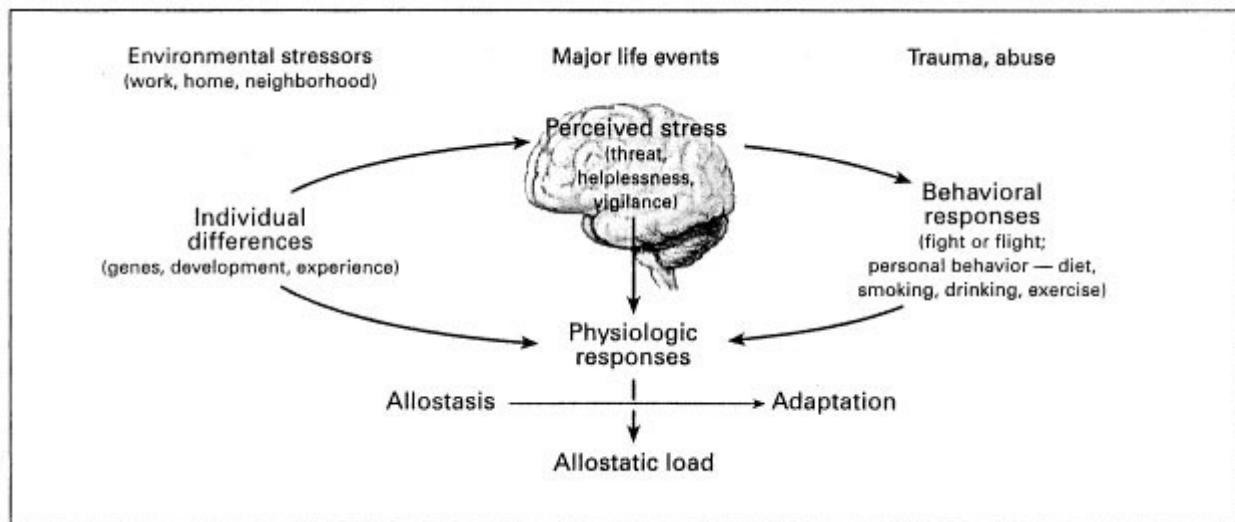 Environmental stressors
(work, home, neighborhood)
Major life events
Trauma, abuse
Perceived stress
(threat,
helplessness,
vigilance)
Individual
differences
(genes, development, experience)
Behavioral
responses
(fight or flight;
personal behavior — diet,
smoking, drinking, exercise)
Physiologic
responses
Allostasis
Adaptation
Allostatic load